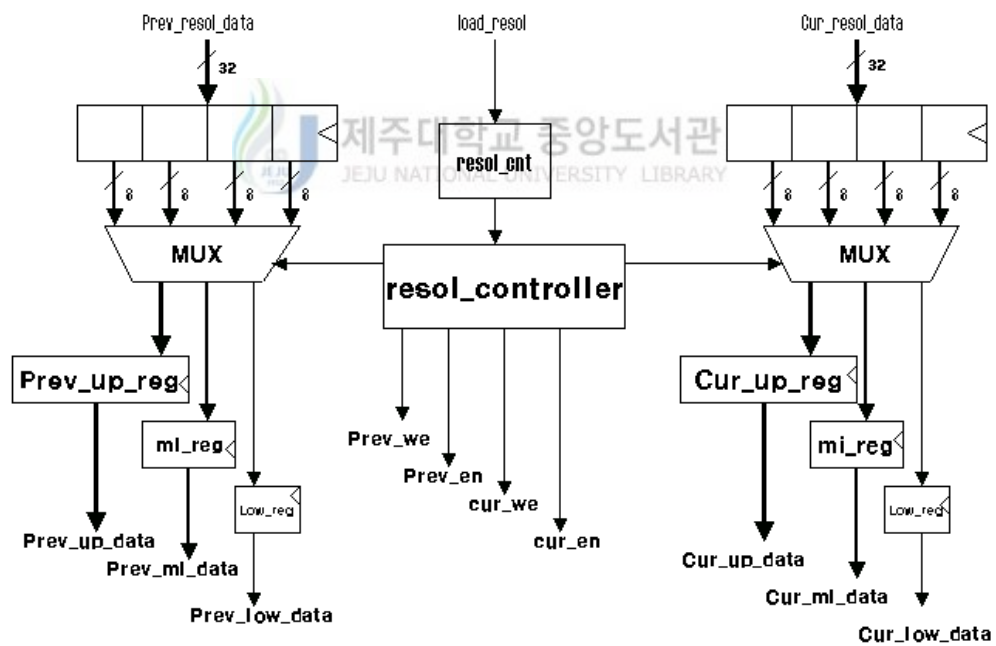 Prev_resol_data
load_resol
Cur_resol_data
32
32
제주대학교 중앙도서관
JEJU NATIONAL UNIVERSITY LIBRARY
JEJU
resol_cnt
8 8 8 8
8 8 8 8
MUX
MUX
resol_controller
Prev_up_reg
Cur_up_reg
ml_reg
mi_reg
Prev_we
Prev_en
cur_we
cur_en
Low_reg
Low_reg
Prev_up_data
Prev_ml_data
Prev_low_data
Cur_up_data
Cur_ml_data
Cur_low_data